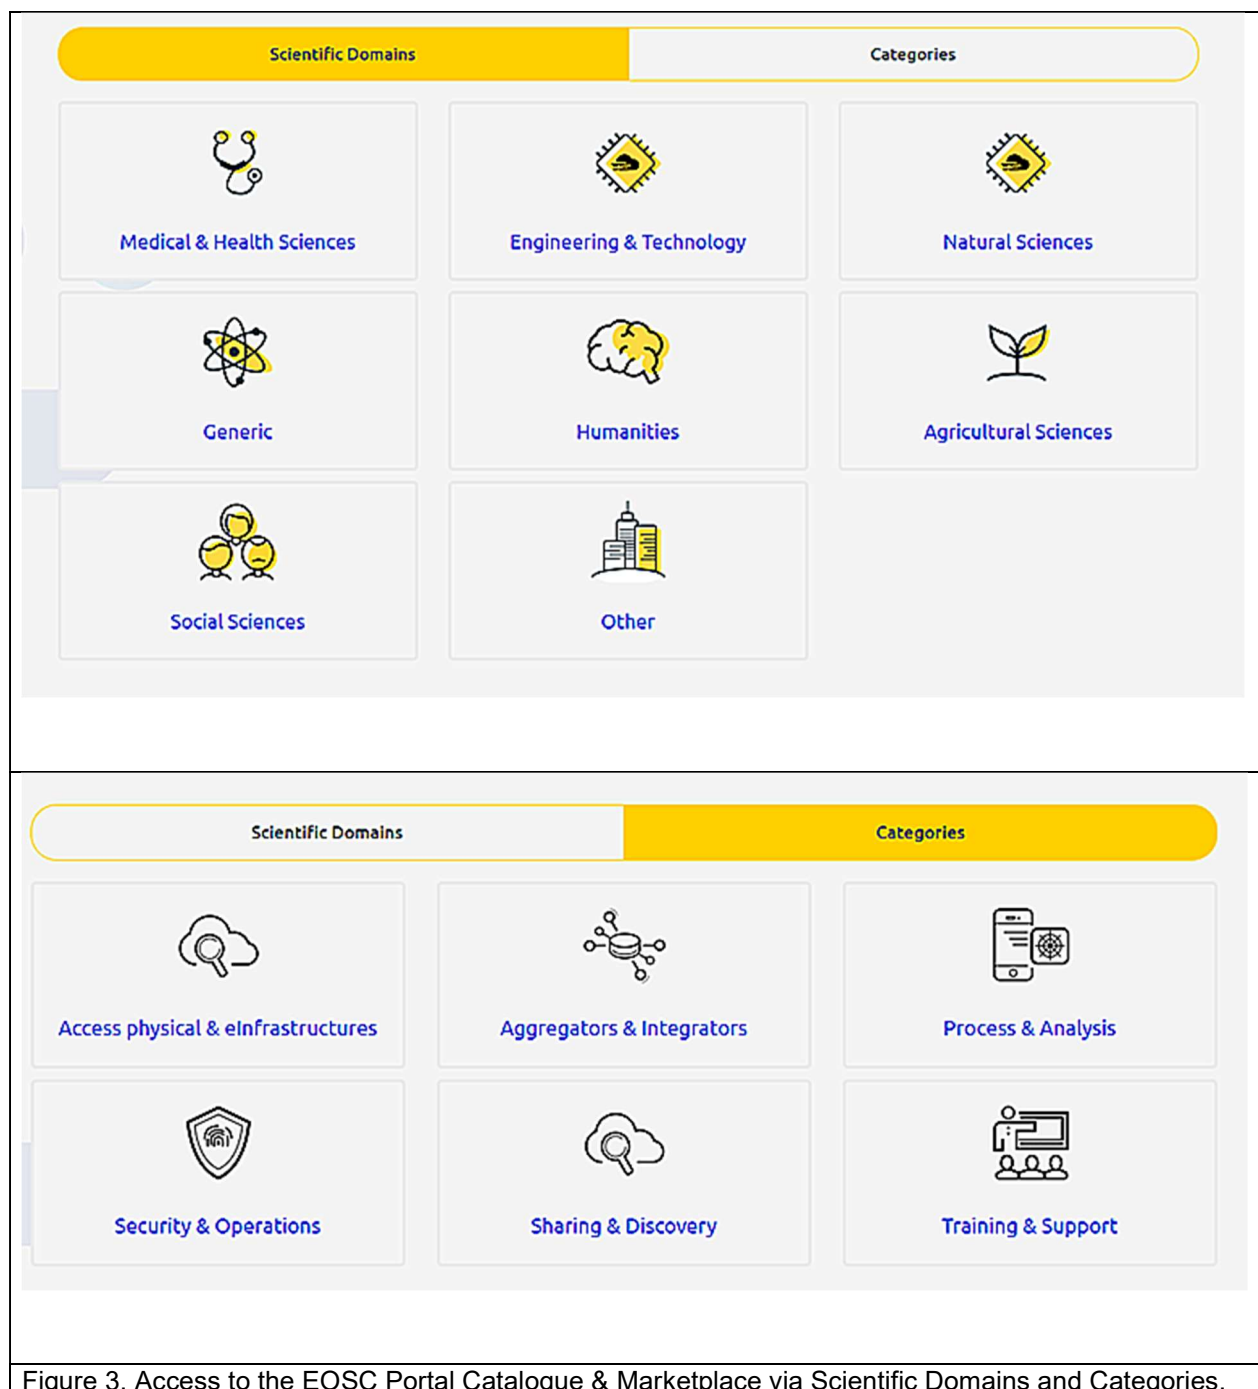 Scientific Domains Categories
Medical & Health Sciences Engineering & Technology Natural Sciences
Generic Humanities Agricultural Sciences
Social Sciences Other
Scientific Domains Categories
Access physical & eInfrastructures Aggregators & Integrators Process & Analysis
Security & Operations Sharing & Discovery Training & Support
Figure 3. Access to the EOSC Portal Catalogue & Marketplace via Scientific Domains and Categories.